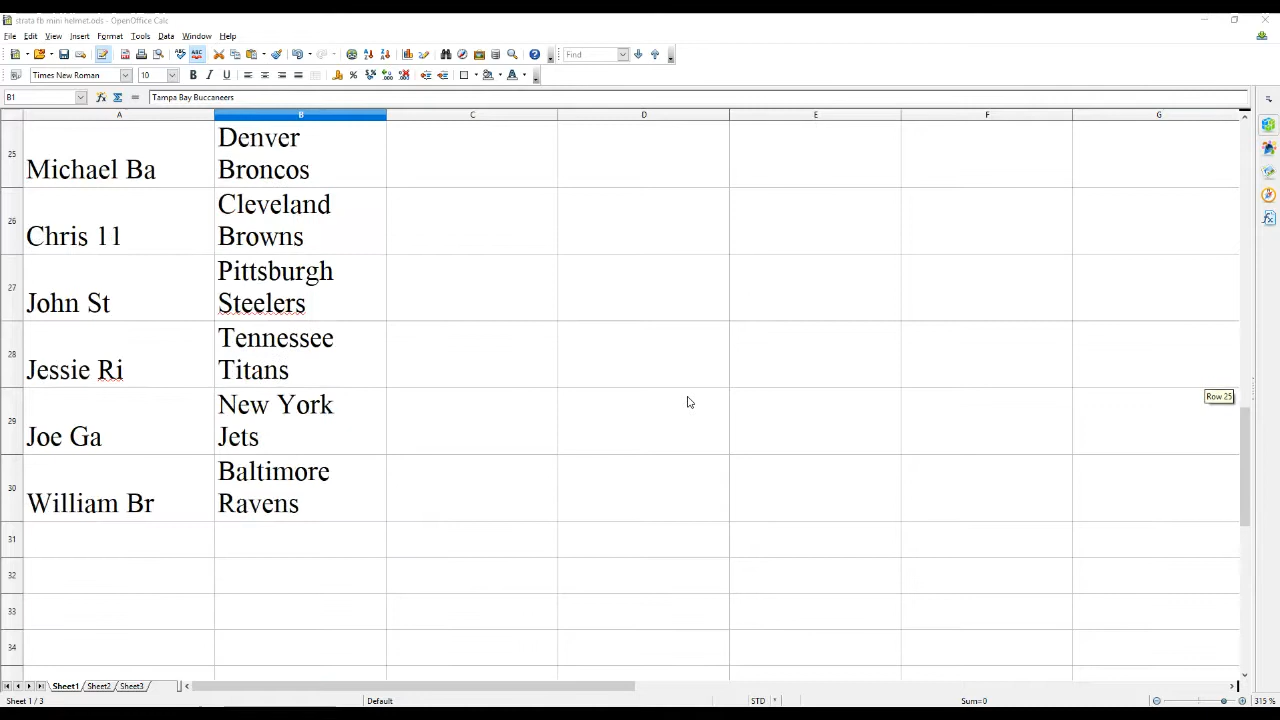 strata fb mini helmet.ods - OpenOffice Calc
File Edit View Insert Format Tools Data Window Help
Find
Times New Roman 10
B1 Tampa Bay Buccaneers
A B C D E F G
25 Michael Ba Denver
Broncos
26 Chris 11 Cleveland
Browns
27 John St Pittsburgh
Steelers
28 Jessie Ri Tennessee
Titans
29 Joe Ga New York
Jets
Row 25
30 William Br Baltimore
Ravens
31
32
33
34
Sheet1 Sheet2 Sheet3
Sheet 1 / 3 Default STD * Sum=0 315 %